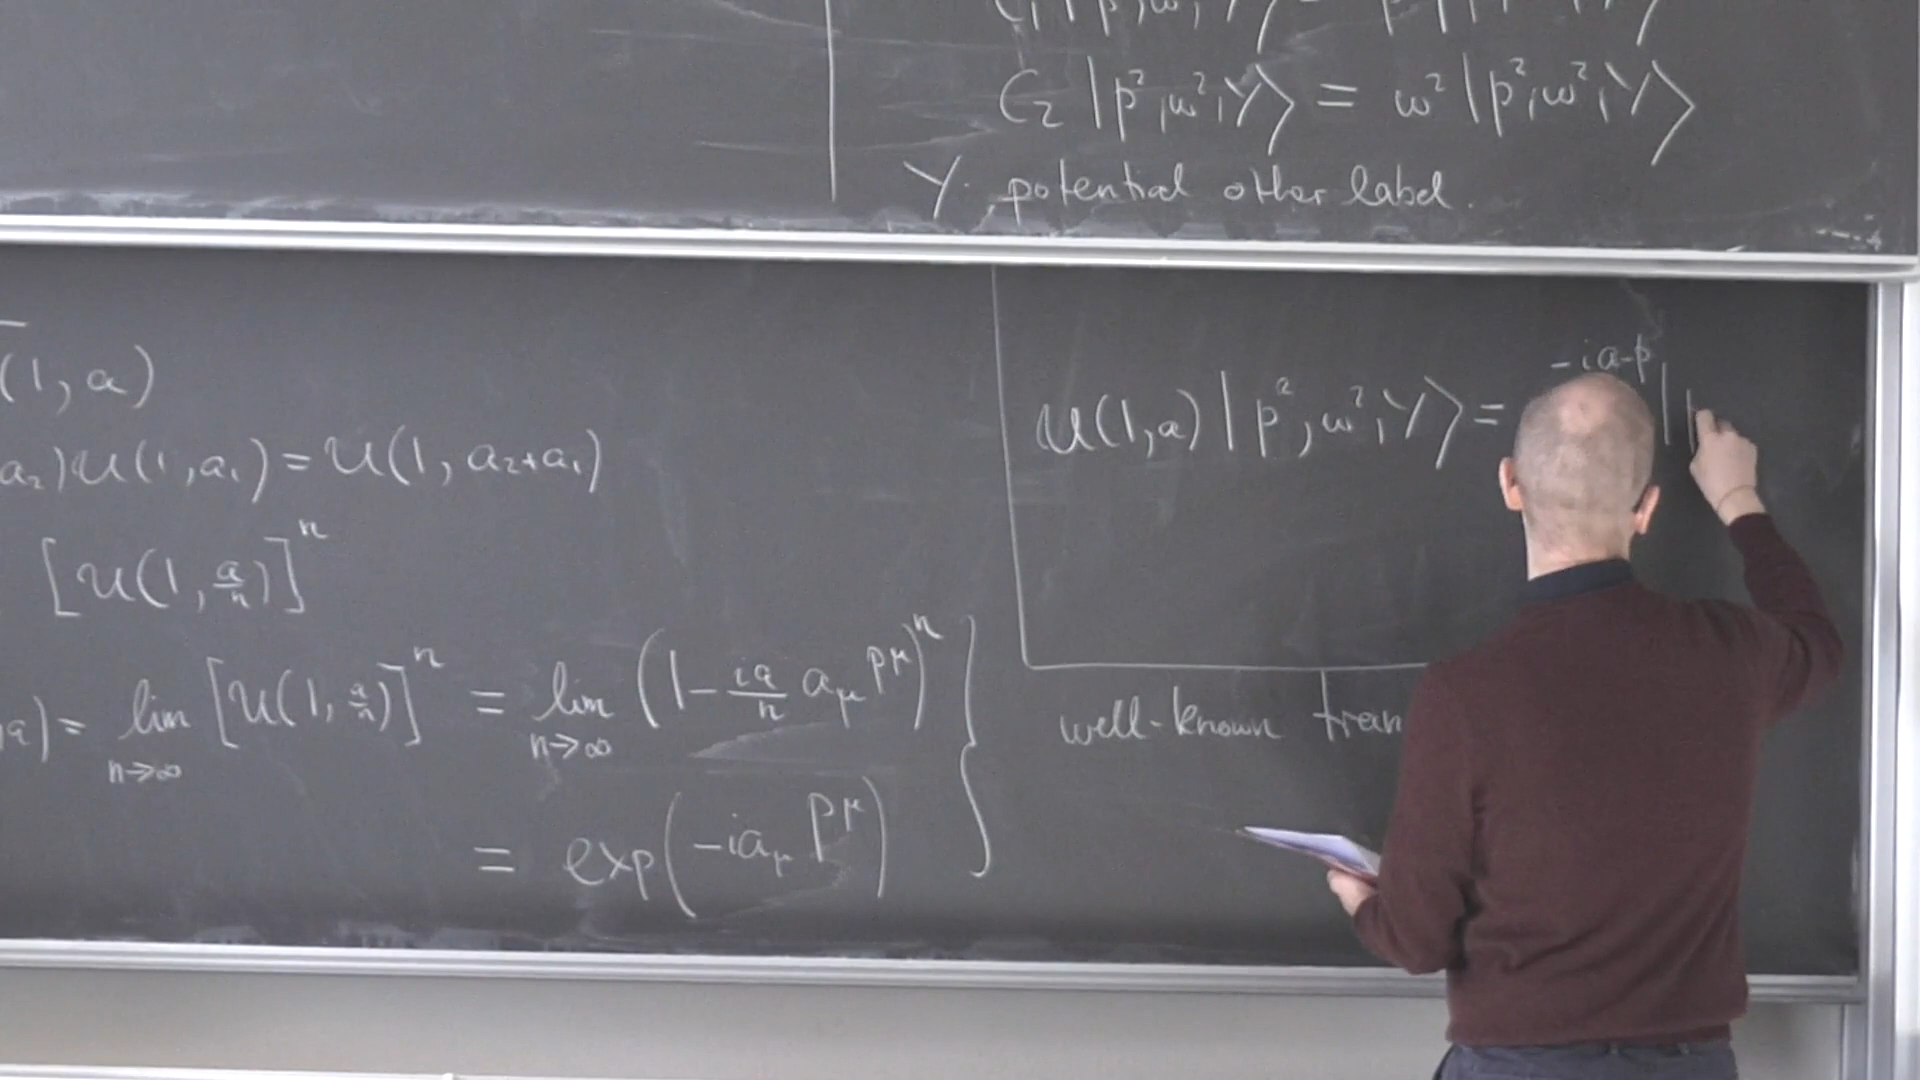 C₂ |p²,w²,Y⟩ = w² |p²,w²,Y⟩
Y: potential other label.
(1, a)
a₂)U(1,a₁) = U(1, a₂+a₁)
[U(1, a/n)]ⁿ
a) = lim n→∞ [U(1, a/n)]ⁿ = lim n→∞ (1 - ia/n a_μ P^μ)ⁿ }
= exp(-ia_μ P^μ)
U(1,a) |p²,w²,Y⟩ = -ia·p |
well-known tran